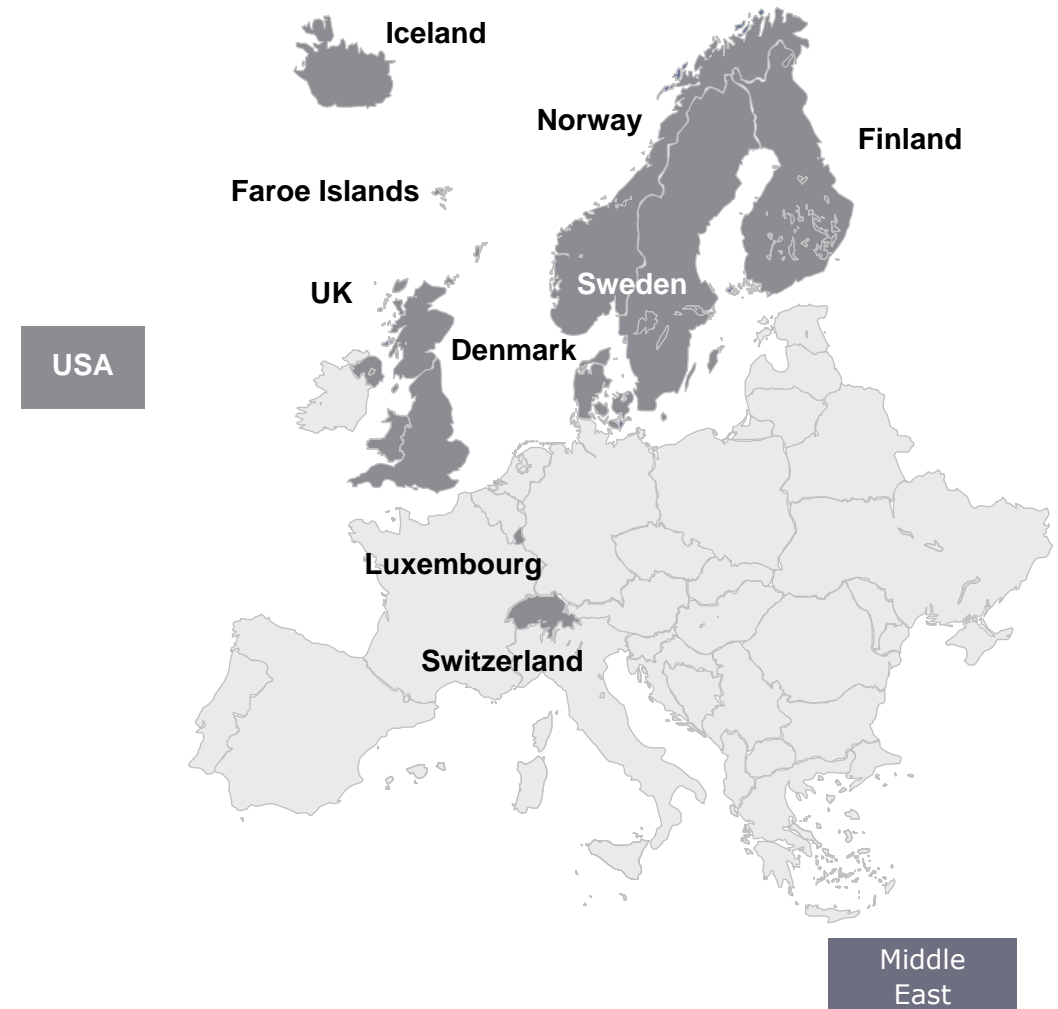 Iceland
Norway
Finland
Faroe Islands
Sweden
UK
Denmark
USA
Luxembourg
Switzerland
Middle
East